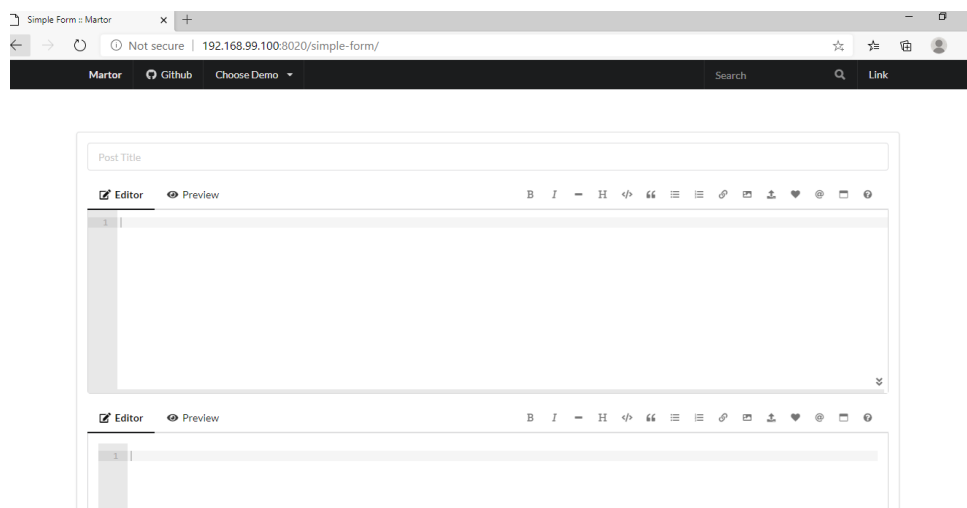 Simple Form :: Martor
Not secure | 192.168.99.100:8020/simple-form/
Martor Github Choose Demo Search Link
Post Title
Editor Preview B I H </> @
1
Editor Preview B I H </> @
1